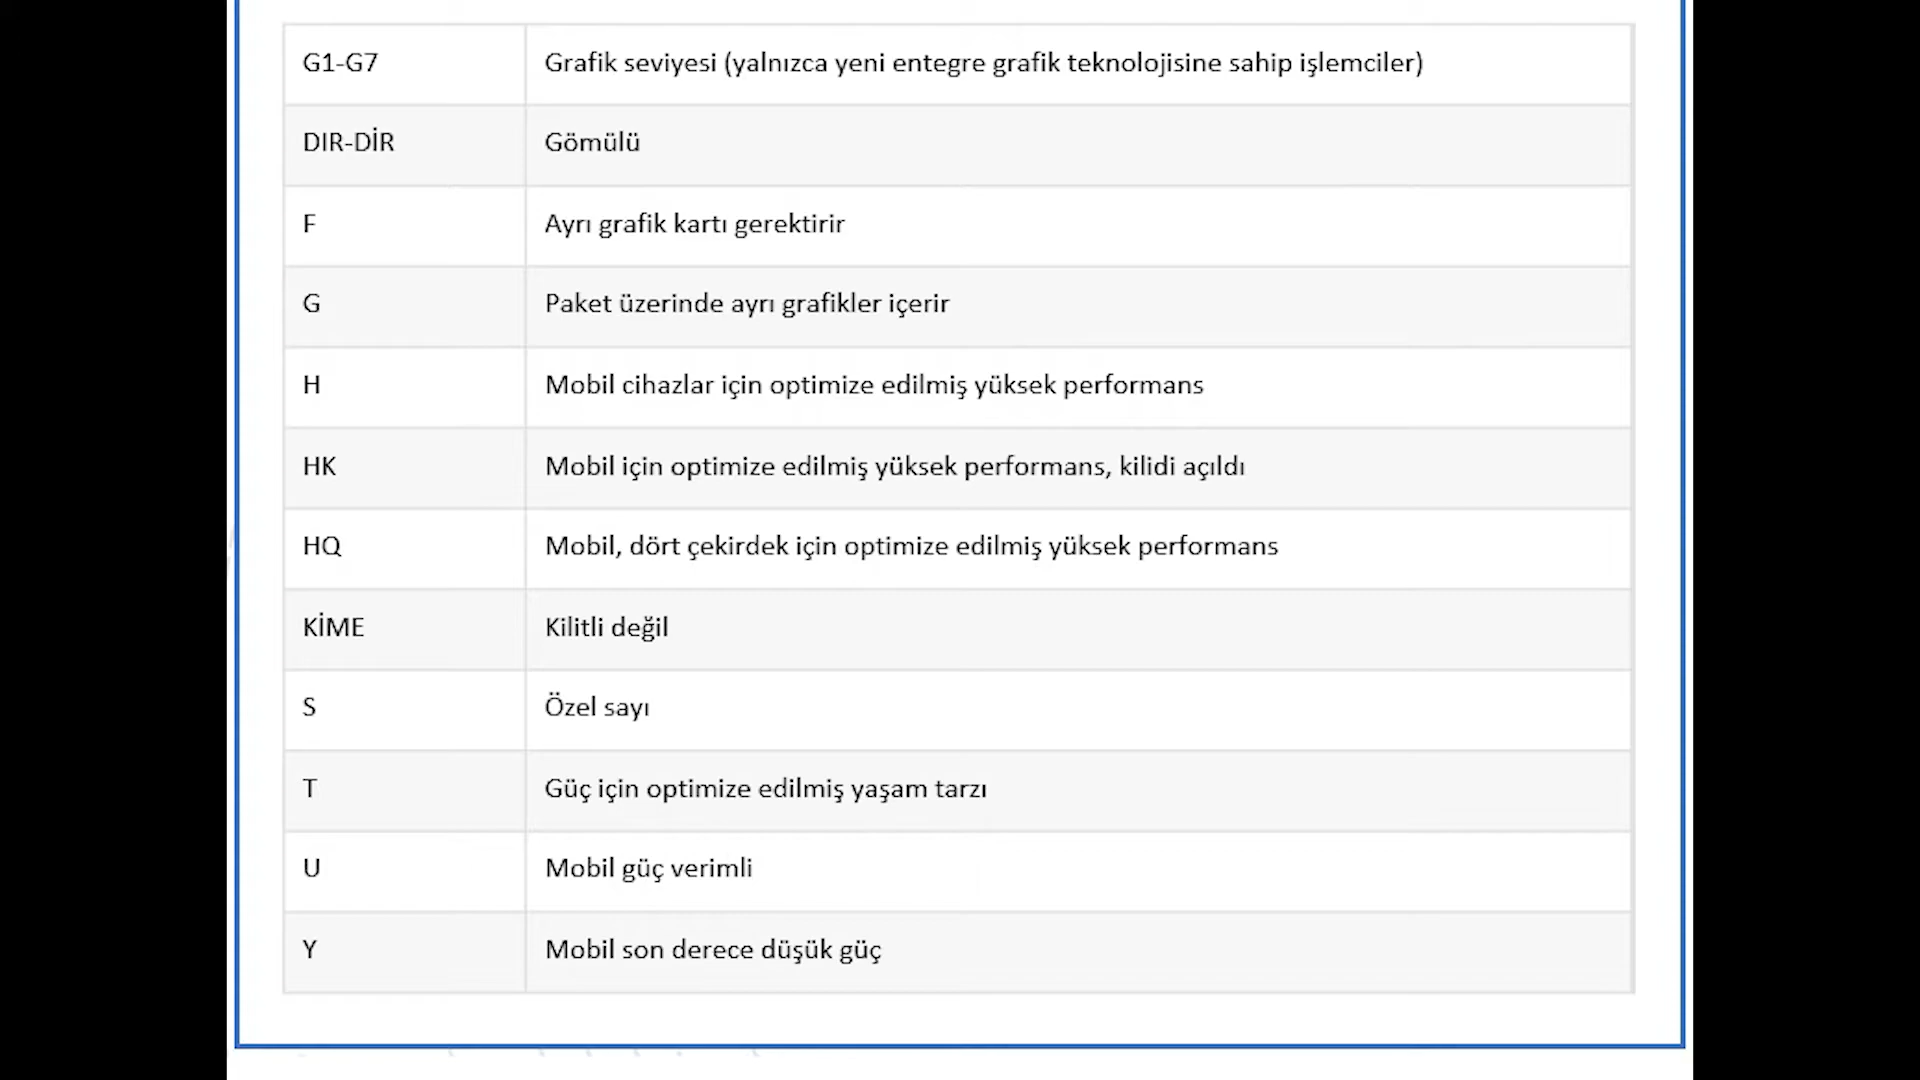 G1-G7 Grafik seviyesi (yalnızca yeni entegre grafik teknolojisine sahip işlemciler)
DIR-DİR Gömülü
F Ayrı grafik kartı gerektirir
G Paket üzerinde ayrı grafikler içerir
H Mobil cihazlar için optimize edilmiş yüksek performans
HK Mobil için optimize edilmiş yüksek performans, kilidi açıldı
HQ Mobil, dört çekirdek için optimize edilmiş yüksek performans
KİME Kilitli değil
S Özel sayı
T Güç için optimize edilmiş yaşam tarzı
U Mobil güç verimli
Y Mobil son derece düşük güç